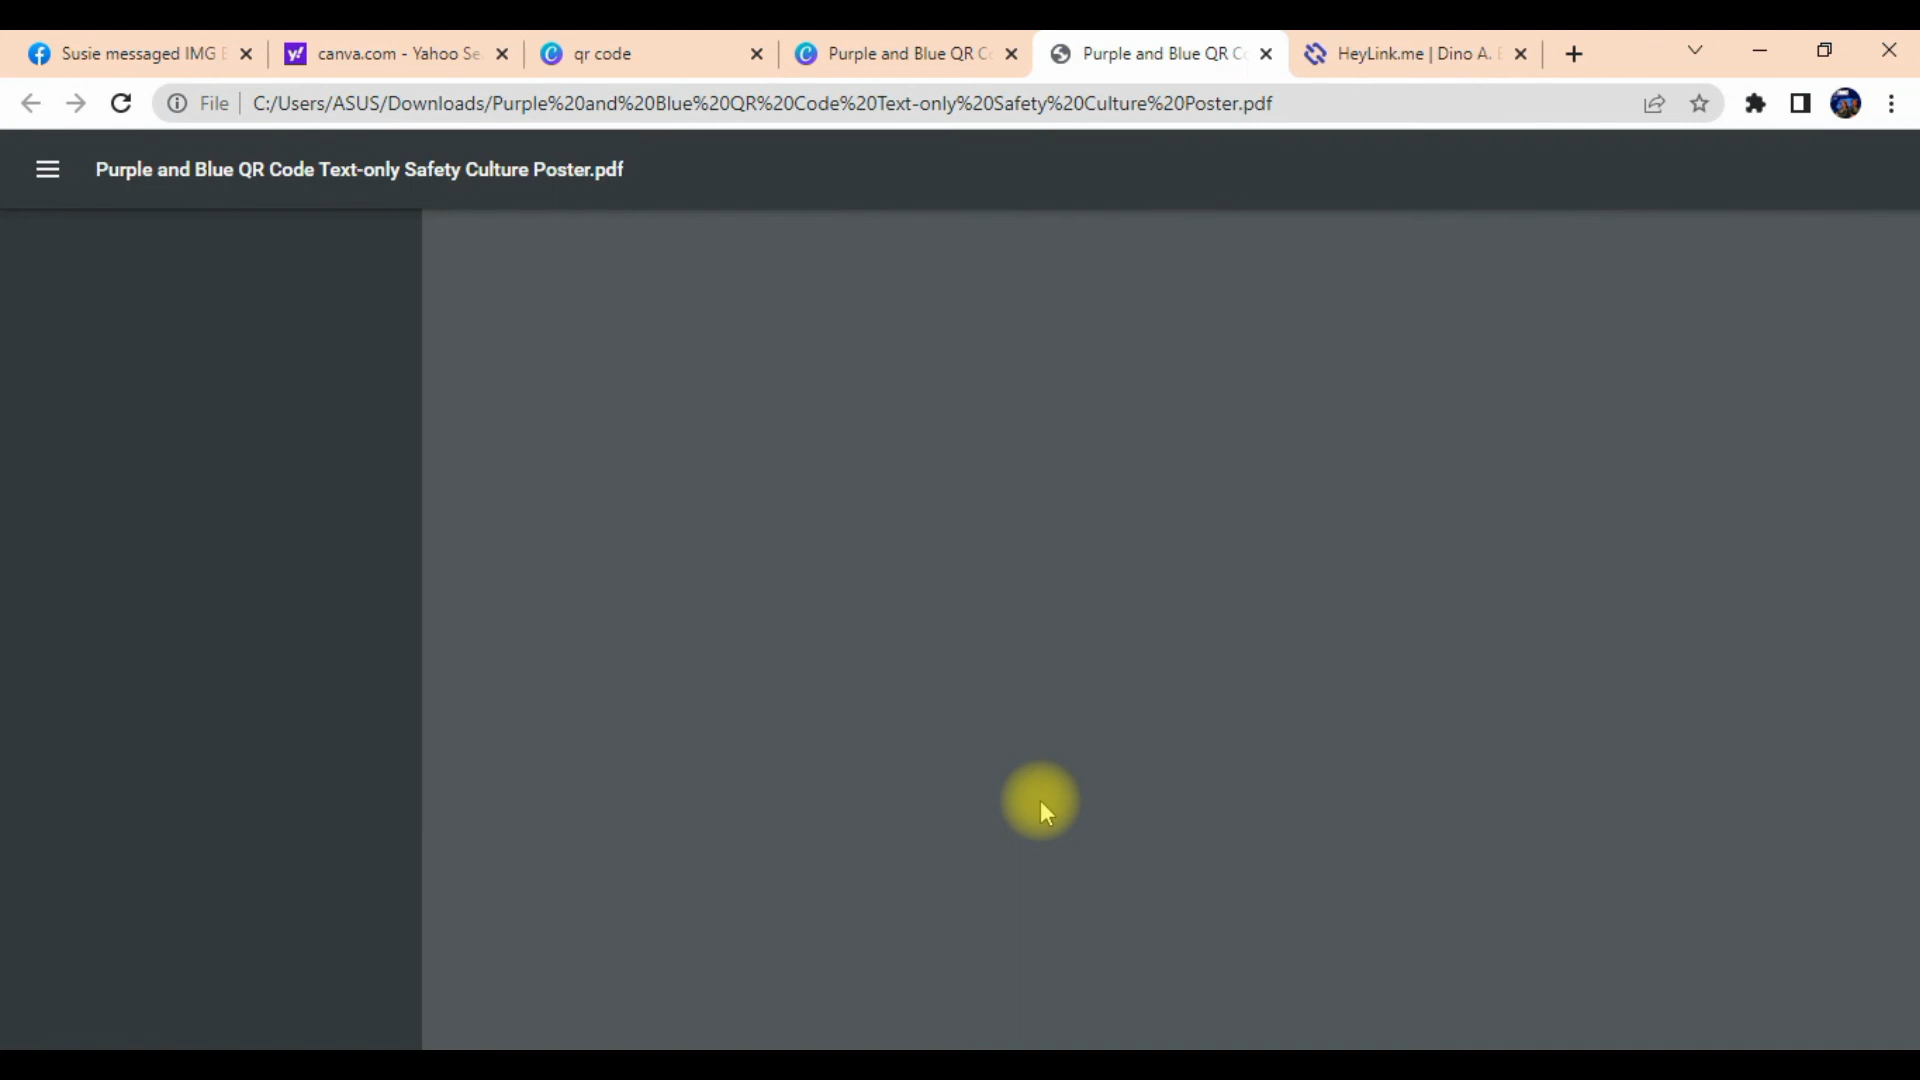 Susie messaged IMG
canva.com - Yahoo Se
qr code
Purple and Blue QR C
Purple and Blue QR C
HeyLink.me | Dino A.
File
C:/Users/ASUS/Downloads/Purple%20and%20Blue%20QR%20Code%20Text-only%20Safety%20Culture%20Poster.pdf
Purple and Blue QR Code Text-only Safety Culture Poster.pdf